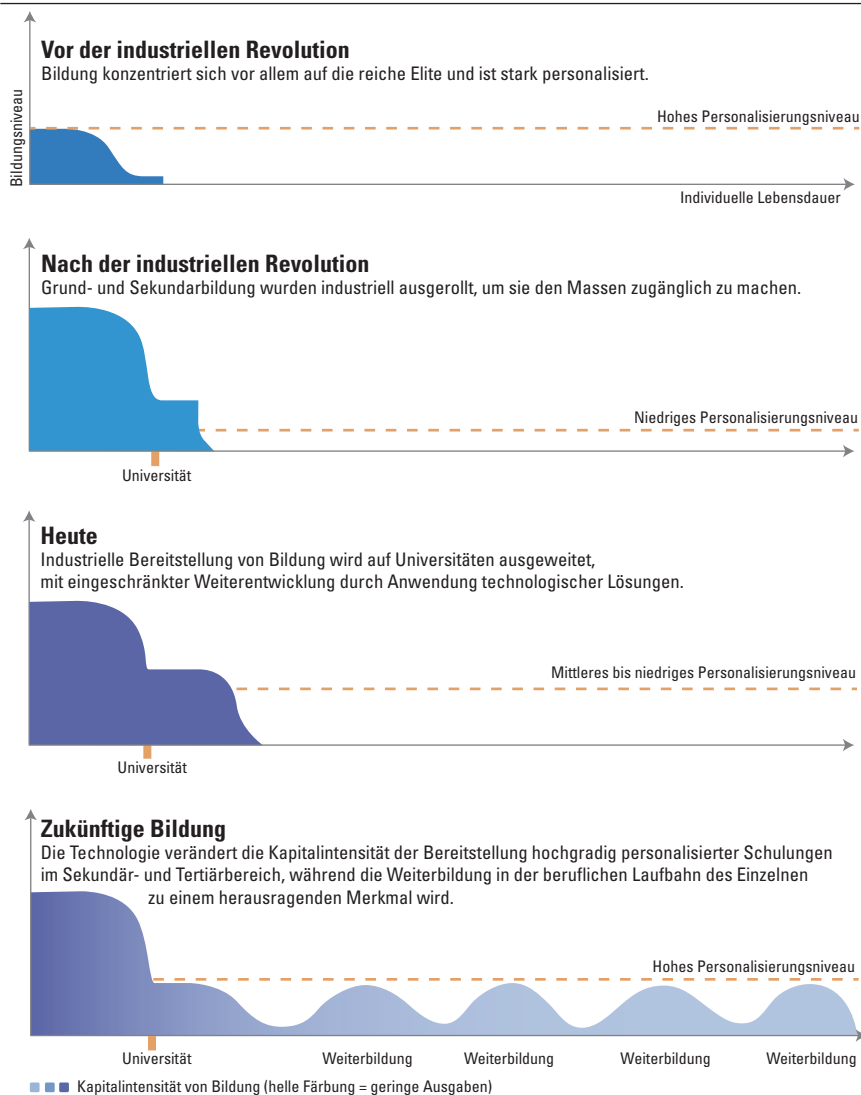 Vor der industriellen Revolution
Bildung konzentriert sich vor allem auf die reiche Elite und ist stark personalisiert.
Bildungsniveau
Hohes Personalisierungsniveau
Individuelle Lebensdauer
Nach der industriellen Revolution
Grund- und Sekundarbildung wurden industriell ausgerollt, um sie den Massen zugänglich zu machen.
Niedriges Personalisierungsniveau
Universität
Heute
Industrielle Bereitstellung von Bildung wird auf Universitäten ausgeweitet,
mit eingeschränkter Weiterentwicklung durch Anwendung technologischer Lösungen.
Mittleres bis niedriges Personalisierungsniveau
Universität
Zukünftige Bildung
Die Technologie verändert die Kapitalintensität der Bereitstellung hochgradig personalisierter Schulungen
im Sekundär- und Tertiärbereich, während die Weiterbildung in der beruflichen Laufbahn des Einzelnen
zu einem herausragenden Merkmal wird.
Hohes Personalisierungsniveau
Universität Weiterbildung Weiterbildung Weiterbildung Weiterbildung
Kapitalintensität von Bildung (helle Färbung = geringe Ausgaben)